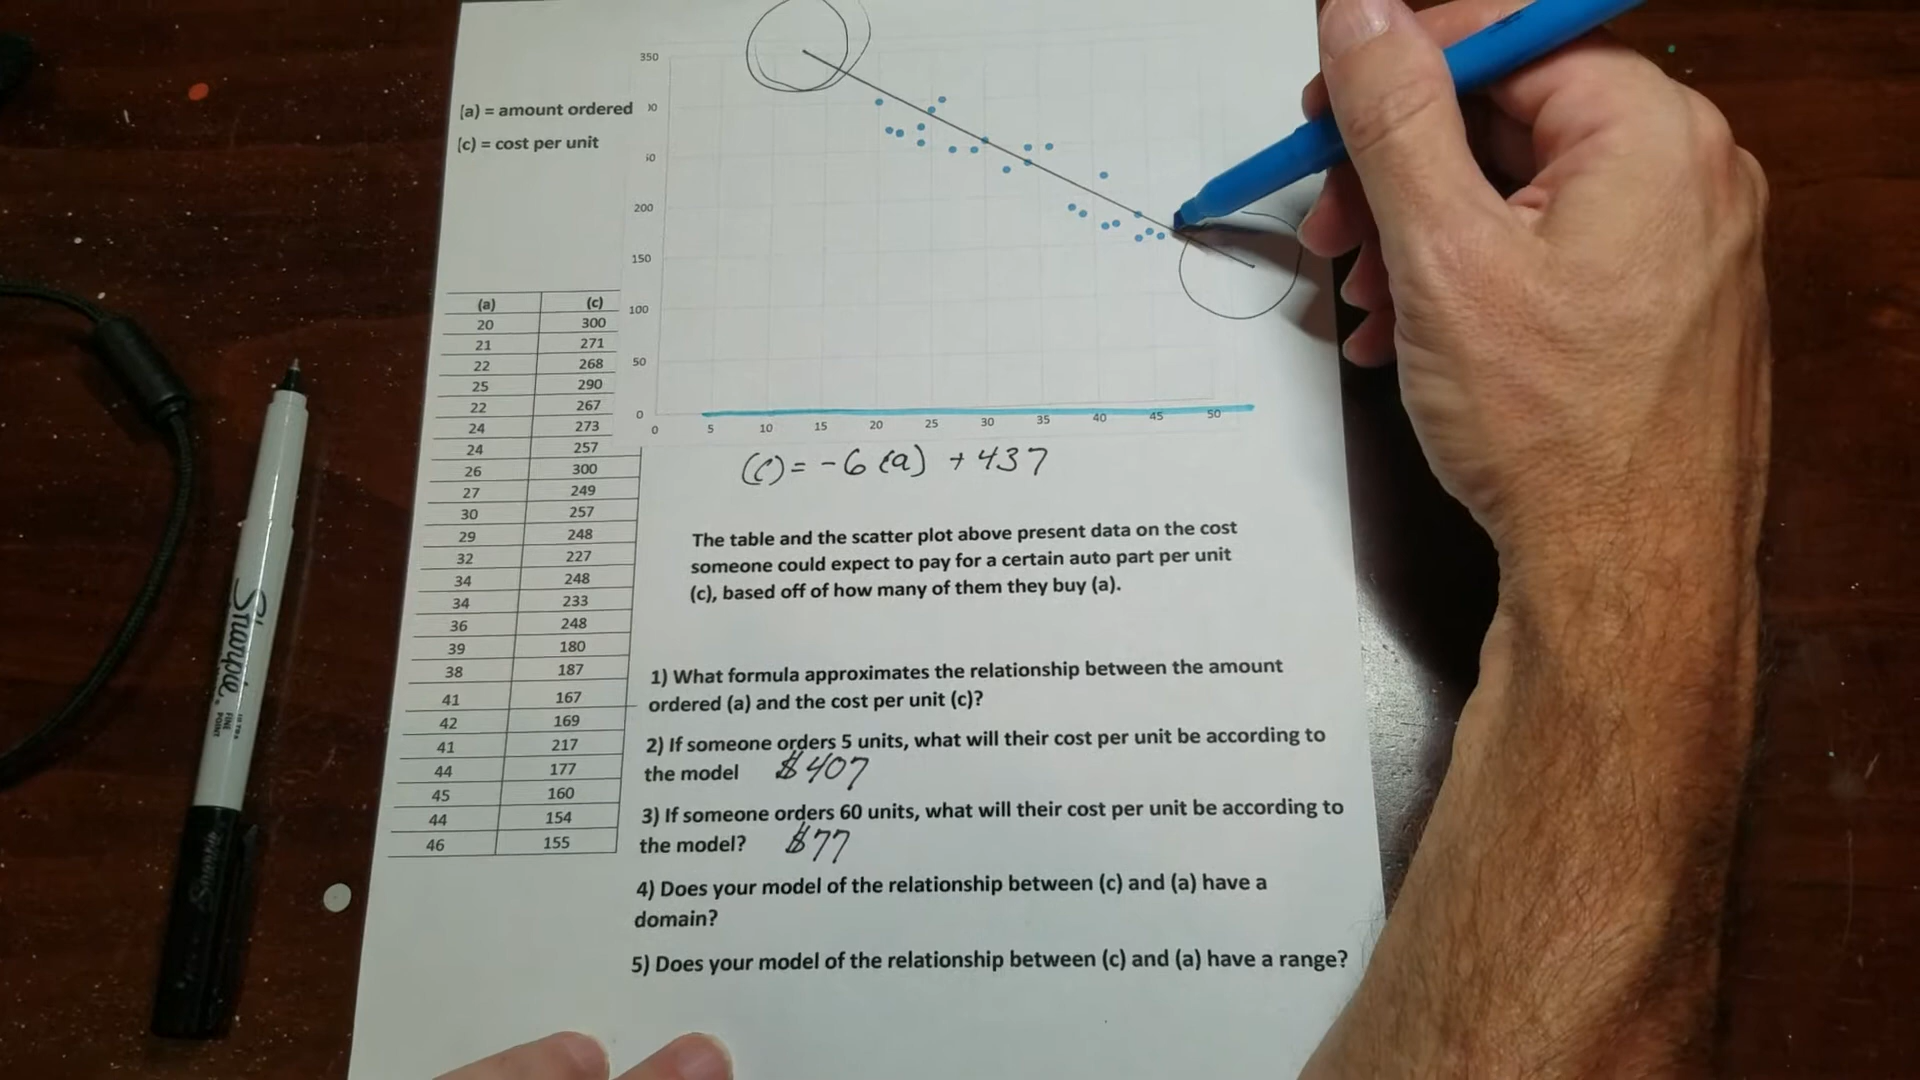 350
(a) = amount ordered
00
(c) = cost per unit
50
200
150
100
50
0
0 5 10 15 20 25 30 35 40 45 50
(c) = -6 (a) + 437
(a) (c)
20 300
21 271
22 268
25 290
22 267
24 273
24 257
26 300
27 249
30 257
29 248
32 227
34 248
34 233
36 248
39 180
38 187
41 167
42 169
41 217
44 177
45 160
44 154
46 155
The table and the scatter plot above present data on the cost
someone could expect to pay for a certain auto part per unit
(c), based off of how many of them they buy (a).
1) What formula approximates the relationship between the amount
ordered (a) and the cost per unit (c)?
2) If someone orders 5 units, what will their cost per unit be according to
the model $407
3) If someone orders 60 units, what will their cost per unit be according to
the model? $77
4) Does your model of the relationship between (c) and (a) have a
domain?
5) Does your model of the relationship between (c) and (a) have a range?
Sharpie
FINE
POINT
Sharpie